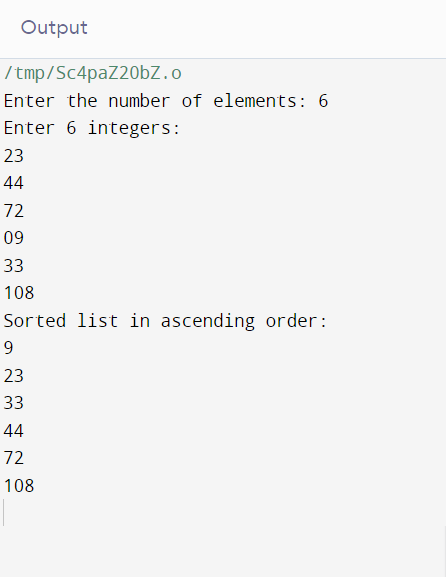 Output
/tmp/Sc4paZ2ObZ.o
Enter the number of elements: 6
Enter 6 integers:
23
44
72
09
33
108
Sorted list in ascending order:
9
23
33
44
72
108